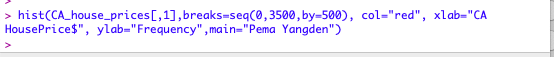 > hist(CA_house_prices[,1],breaks=seq(0,3500,by=500), col="red", xlab="CA
HousePrice$", ylab="Frequency",main="Pema Yangden")
>